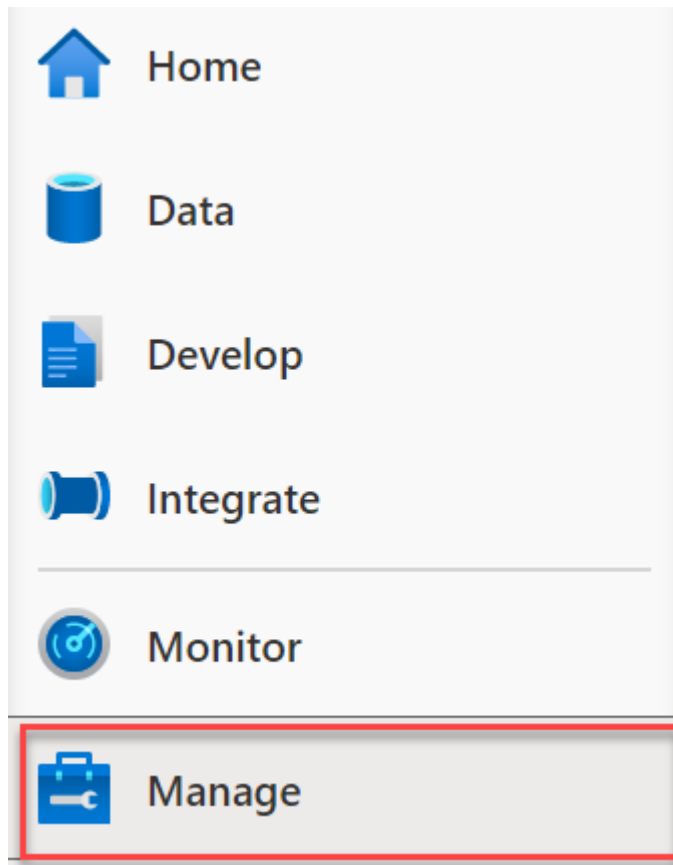 Home
Data
Develop
Integrate
Monitor
Manage